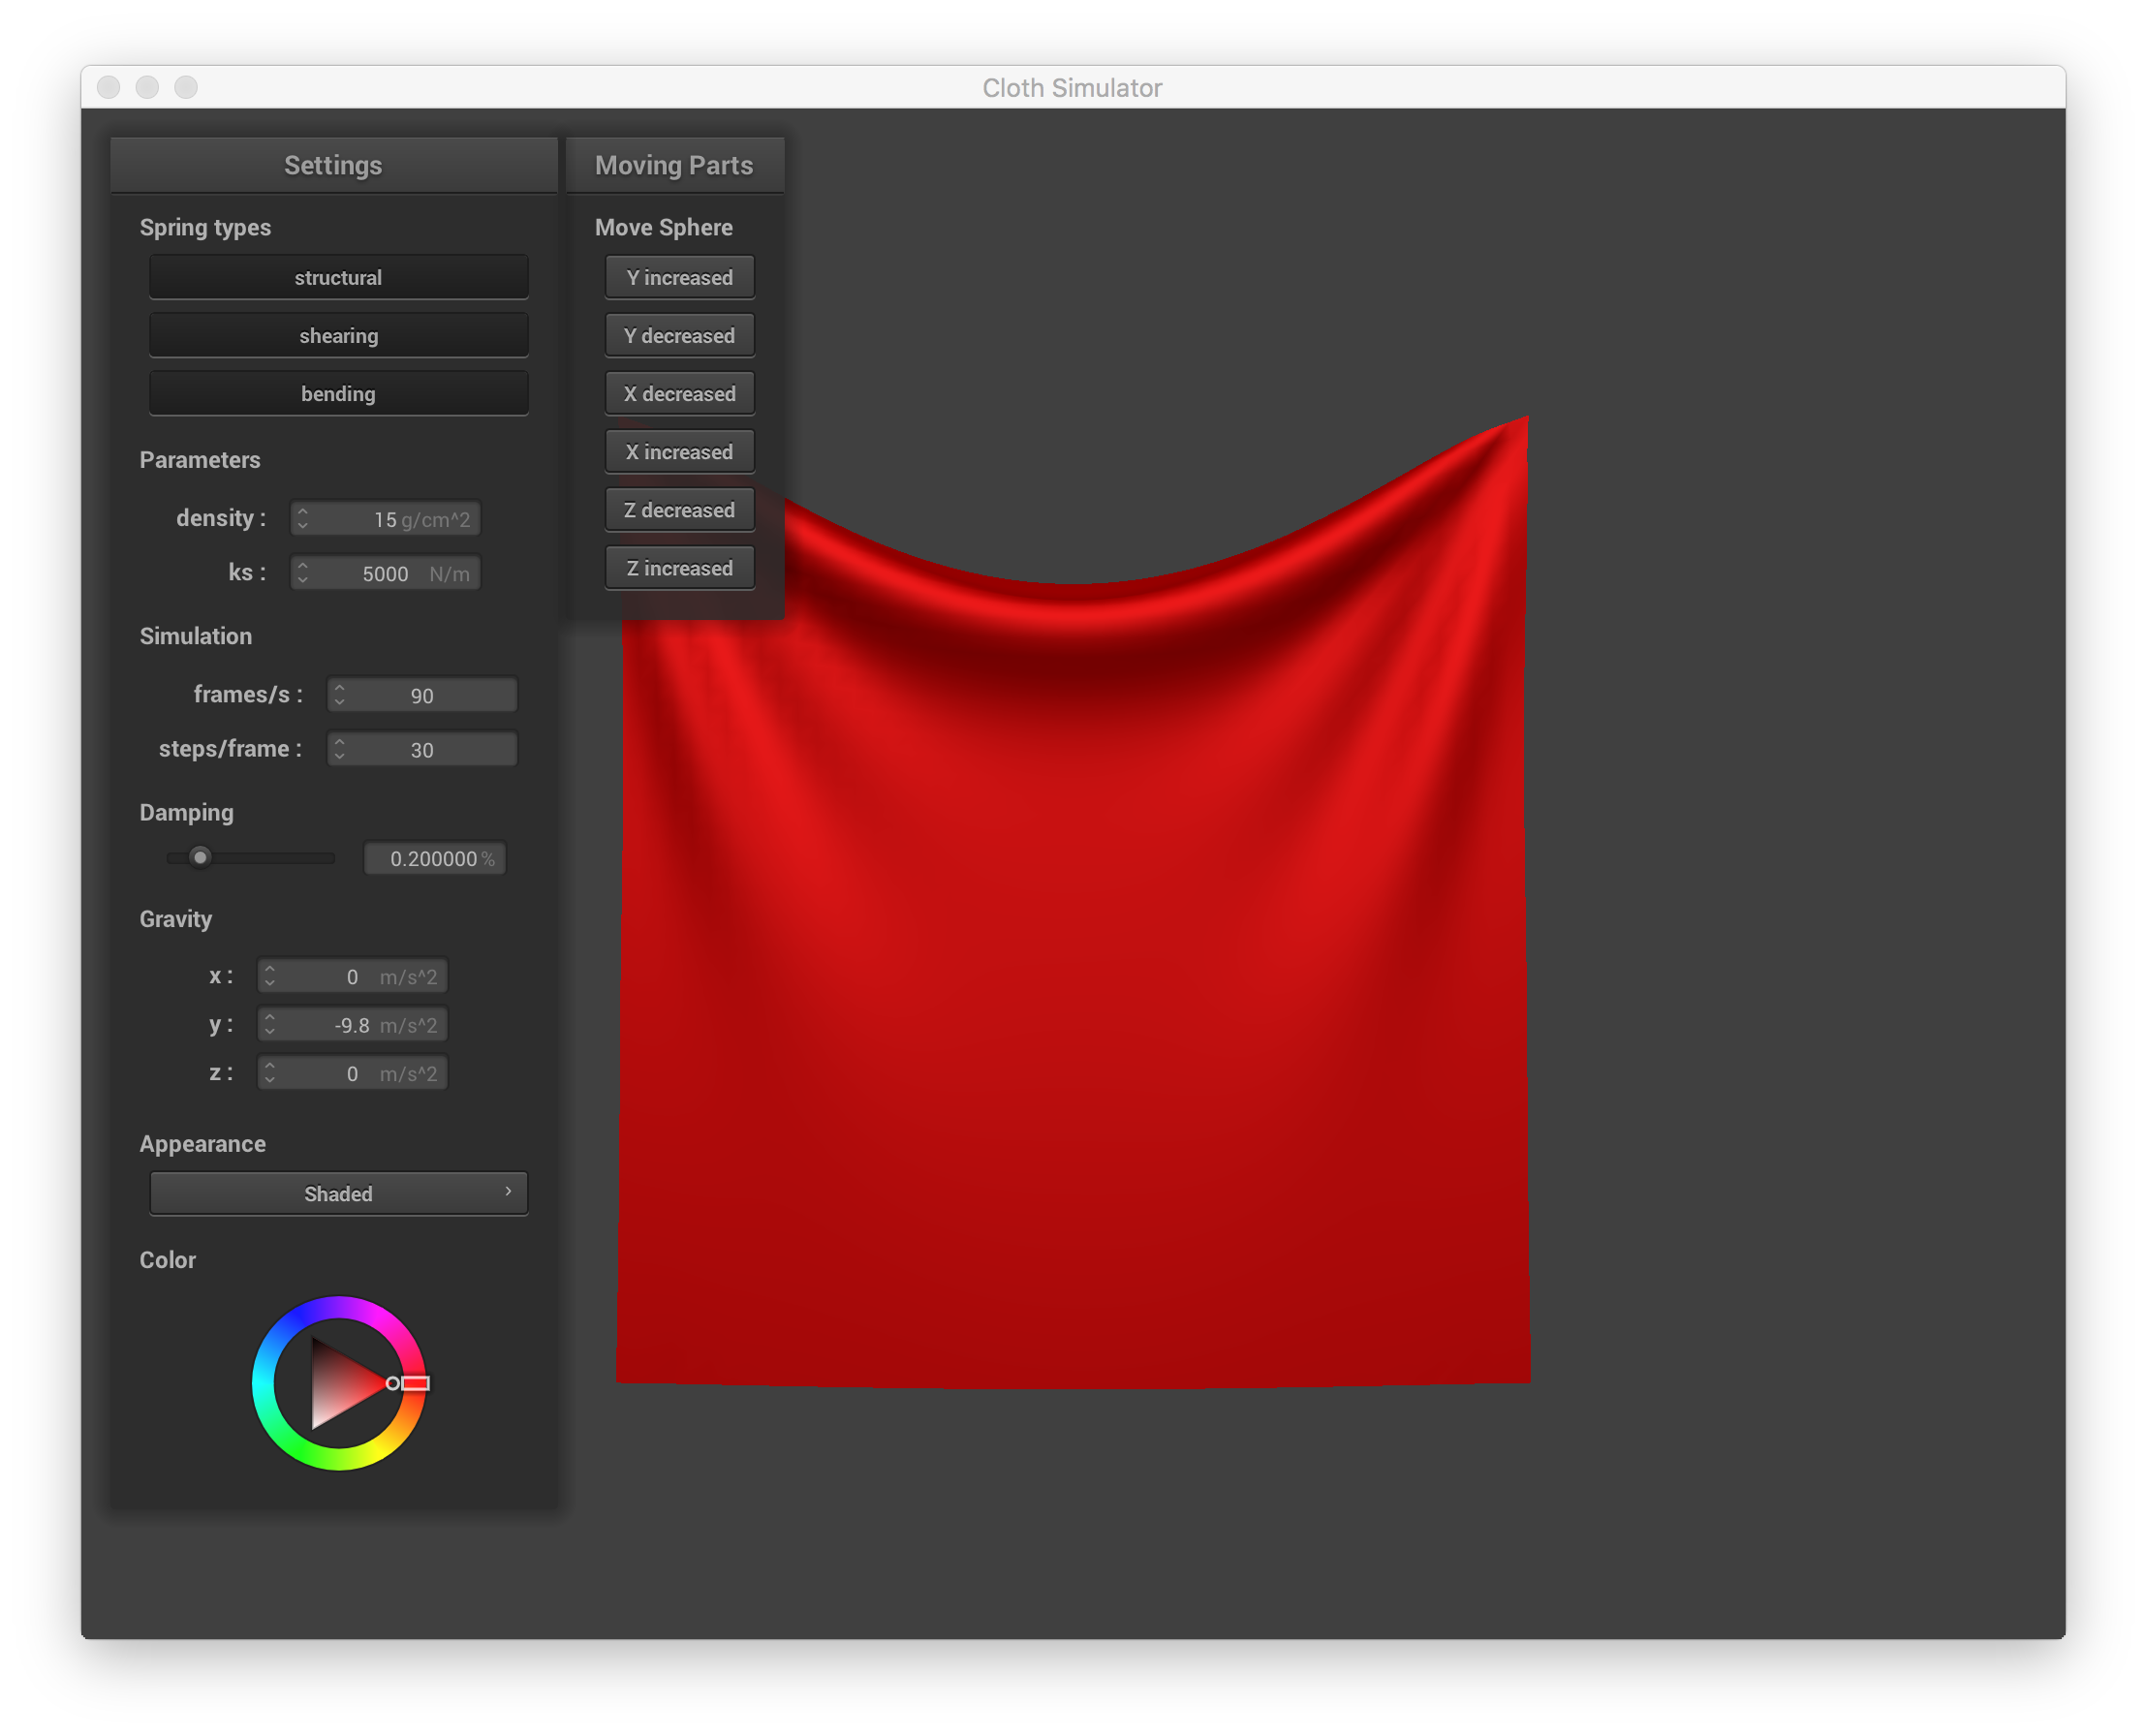 Cloth Simulator
Settings
Spring types
structural
shearing
bending
Parameters
density : 15 g/cm^2
ks : 5000 N/m
Simulation
frames/s : 90
steps/frame : 30
Damping
0.200000 %
Gravity
x : 0 m/s^2
y : -9.8 m/s^2
z : 0 m/s^2
Appearance
Shaded
Color
Moving Parts
Move Sphere
Y increased
Y decreased
X decreased
X increased
Z decreased
Z increased